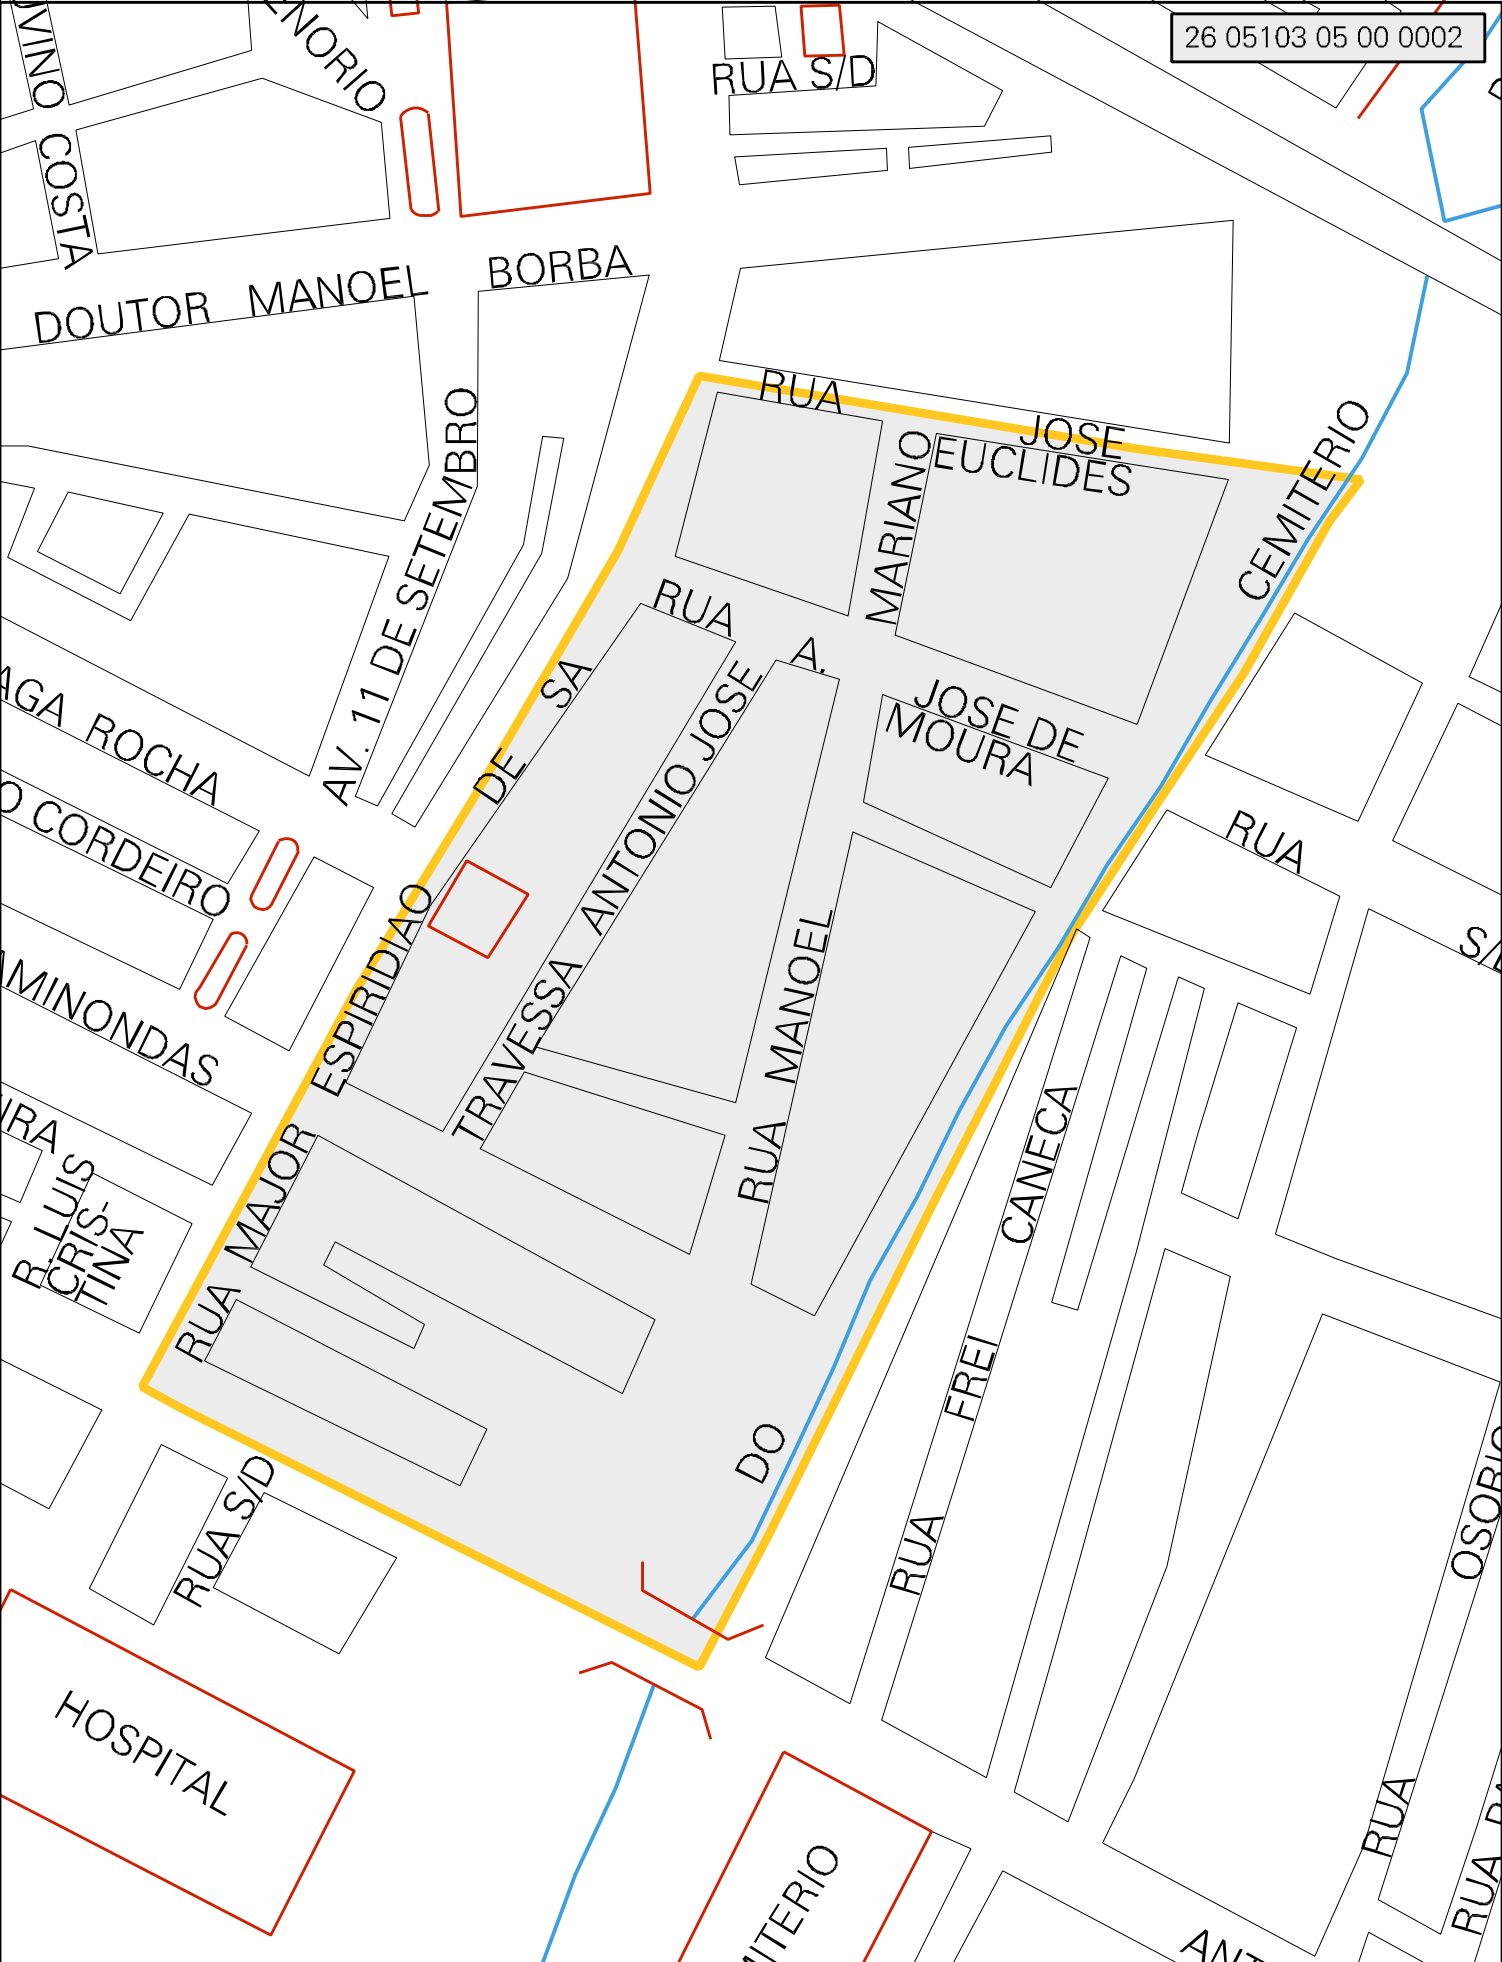 26 05103 05 00 0002
RUA S/D
COSTA
DOUTOR MANOEL BORBA
RUA JOSE
EUCLIDES
MARIANO
CEMITERIO
AV. 11 DE SETEMBRO
RUA A.
JOSE DE
MOURA
ROCHA
CORDEIRO
RUA
RUA MAJOR ESPIRIDIAO DE SA
TRAVESSA ANTONIO JOSE
RUA MANOEL
R. LUIS
CRIS-
TINA
RUA FREI CANECA
DO
RUA S/D
RUA OSORIO
HOSPITAL
RUA